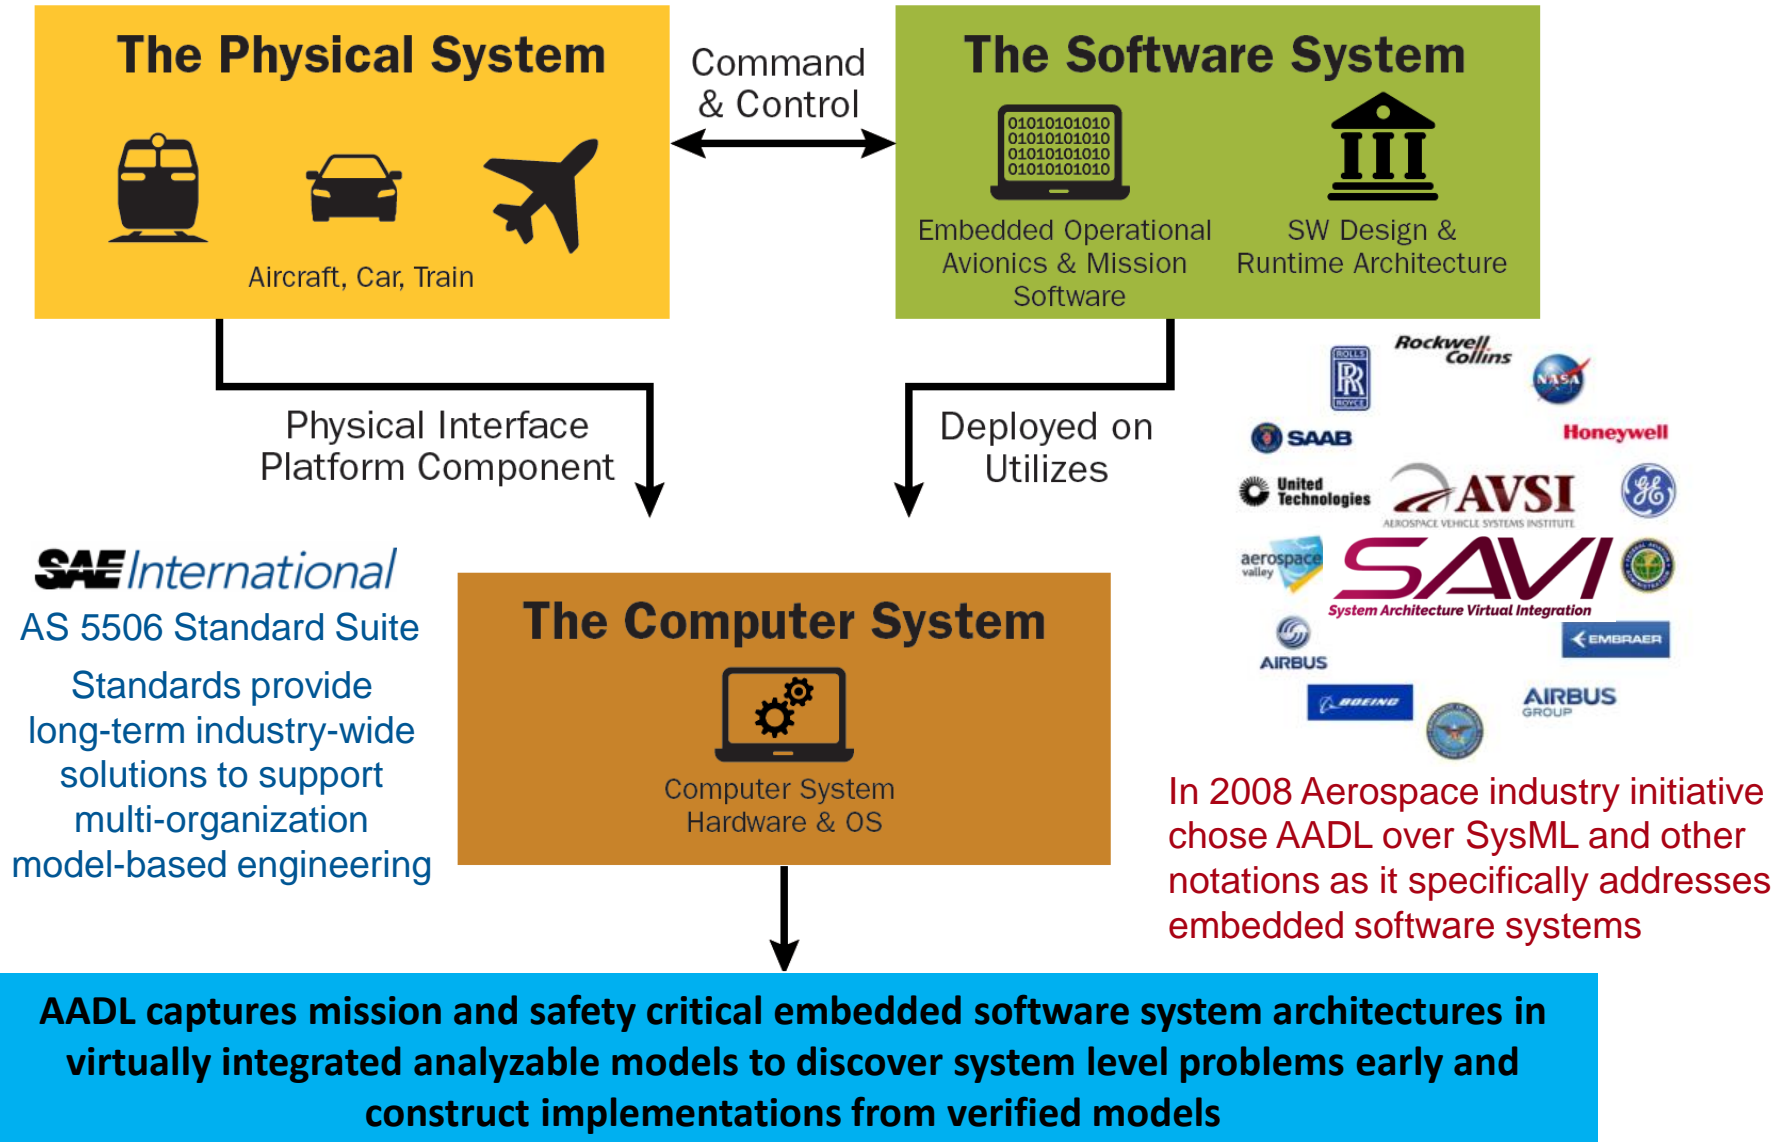 The Physical System
Aircraft, Car, Train
Command
& Control
The Software System
01010101010
01010101010
01010101010
01010101010
Embedded Operational
Avionics & Mission
Software
SW Design &
Runtime Architecture
Physical Interface
Platform Component
Deployed on
Utilizes
SAE International
AS 5506 Standard Suite
Standards provide
long-term industry-wide
solutions to support
multi-organization
model-based engineering
The Computer System
Computer System
Hardware & OS
Rockwell
Collins
ROLLS
RR
ROYCE
NASA
SAAB
Honeywell
United
Technologies
AVSI
AEROSPACE VEHICLE SYSTEMS INSTITUTE
GE
aerospace
valley
SAVI
System Architecture Virtual Integration
AIRBUS
EMBRAER
BOEING
AIRBUS
GROUP
In 2008 Aerospace industry initiative
chose AADL over SysML and other
notations as it specifically addresses
embedded software systems
AADL captures mission and safety critical embedded software system architectures in
virtually integrated analyzable models to discover system level problems early and
construct implementations from verified models